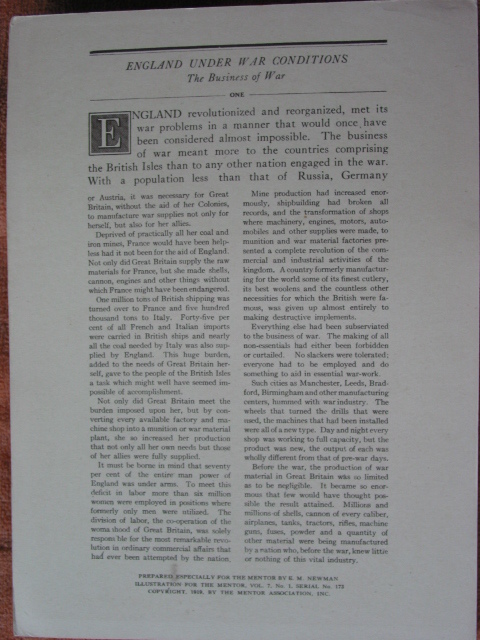 ENGLAND UNDER WAR CONDITIONS
The Business of War
ONE
ENGLAND revolutionized and reorganized, met its
war problems in a manner that would once have
been considered almost impossible. The business
of war meant more to the countries comprising
the British Isles than to any other nation engaged in the war.
With a population less than that of Russia, Germany
or Austria, it was necessary for Great
Britain, without the aid of her Colonies,
to manufacture war supplies not only for
herself, but also for her allies.
Deprived of practically all her coal and
iron mines, France would have been help-
less had it not been for the aid of England.
Not only did Great Britain supply the raw
materials for France, but she made shells,
cannon, engines and other things without
which France might have been endangered.
One million tons of British shipping was
turned over to France and five hundred
thousand tons to Italy. Forty-five per
cent of all French and Italian imports
were carried in British ships and nearly
all the coal needed by Italy was also sup-
plied by England. This huge burden,
added to the needs of Great Britain her-
self, gave to the people of the British Isles
a task which might well have seemed im-
possible of accomplishment.
Not only did Great Britain meet the
burden imposed upon her, but by con-
verting every available factory and ma-
chine shop into a munition or war material
plant, she so increased her production
that not only all her own needs but those
of her allies were fully supplied.
It must be borne in mind that seventy
per cent of the entire man power of
England was under arms. To meet this
deficit in labor more than six million
women were employed in positions where
formerly only men were utilized. The
division of labor, the co-operation of the
womanhood of Great Britain, was solely
responsible for the most remarkable revo-
lution in ordinary commercial affairs that
had ever been attempted by the nation.
Mine production had increased enor-
mously, shipbuilding had broken all
records, and the transformation of shops
where machinery, engines, motors, auto-
mobiles and other supplies were made, to
munition and war material factories pre-
sented a complete revolution of the com-
mercial and industrial activities of the
kingdom. A country formerly manufactur-
ing for the world some of its finest cutlery,
its best woolens and the countless other
necessities for which the British were fa-
mous, was given up almost entirely to
making destructive implements.
Everything else had been subserviated
to the business of war. The making of all
non-essentials had either been forbidden
or curtailed. No slackers were tolerated;
everyone had to be employed and do
something to aid in essential war-work.
Such cities as Manchester, Leeds, Brad-
ford, Birmingham and other manufacturing
centers, hummed with war industry. The
wheels that turned the drills that were
used, the machines that had been installed
were all of a new type. Day and night every
shop was working to full capacity, but the
product was new, the output of each was
wholly different from that of pre-war days.
Before the war, the production of war
material in Great Britain was so limited
as to be negligible. It became so enor-
mous that few would have thought pos-
sible the result attained. Millions and
millions of shells, cannon of every caliber,
airplanes, tanks, tractors, rifles, machine
guns, fuses, powder and a quantity of
other material were being manufactured
by a nation who, before the war, knew little
or nothing of this vital industry.
PREPARED ESPECIALLY FOR THE MENTOR BY E. M. NEWMAN
ILLUSTRATION FOR THE MENTOR, VOL. 7, No. 1, SERIAL No. 173
COPYRIGHT, 1919, BY THE MENTOR ASSOCIATION, INC.